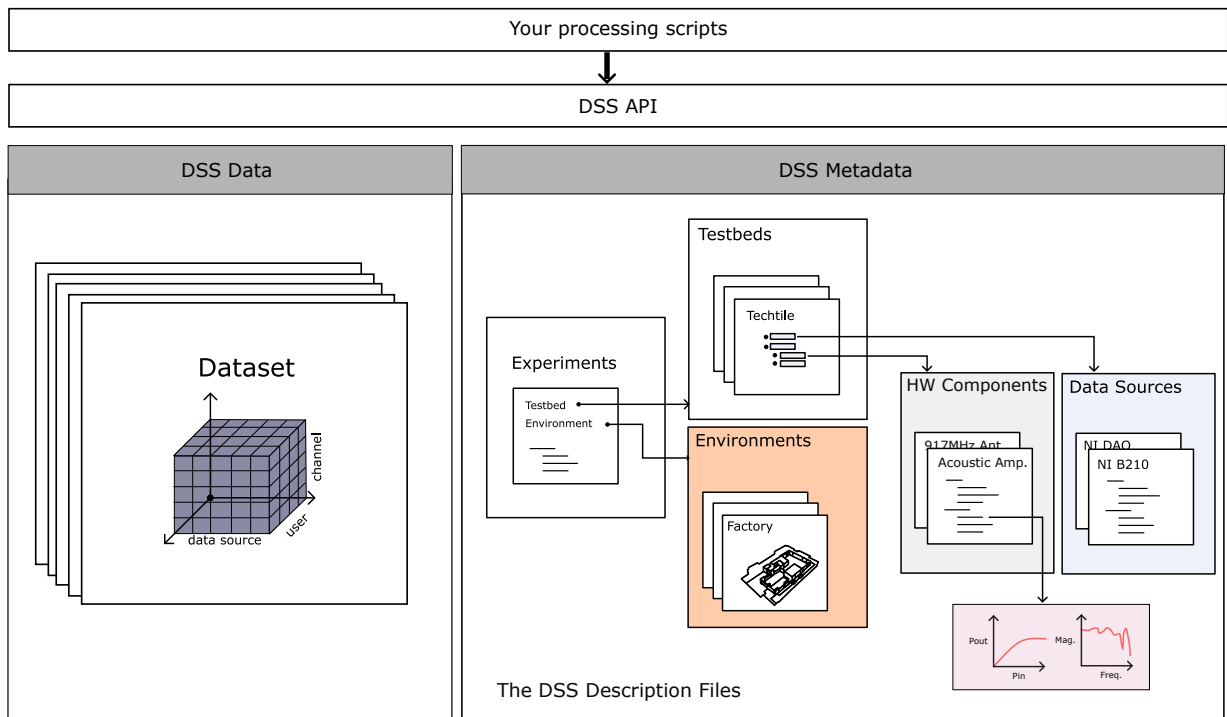 Your processing scripts
DSS API
DSS Data
DSS Metadata
Dataset
channel
user
data source
Experiments
Testbed
Environment
Testbeds
Techtile
Environments
Factory
HW Components
917MHz Ant.
Acoustic Amp.
Data Sources
NI DAQ
NI B210
Pout
Pin
Mag.
Freq.
The DSS Description Files